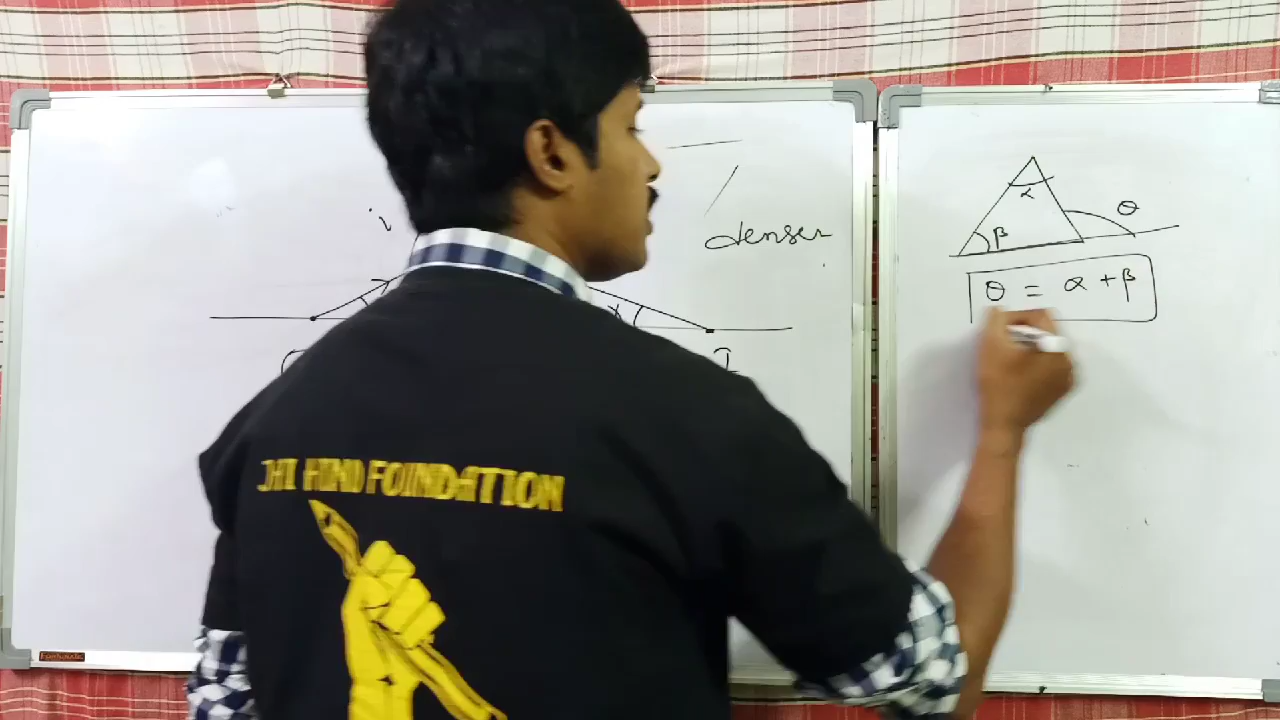 i
denser
γ
I
α
θ
β
θ = α + β
JAI HIND FOUNDATION